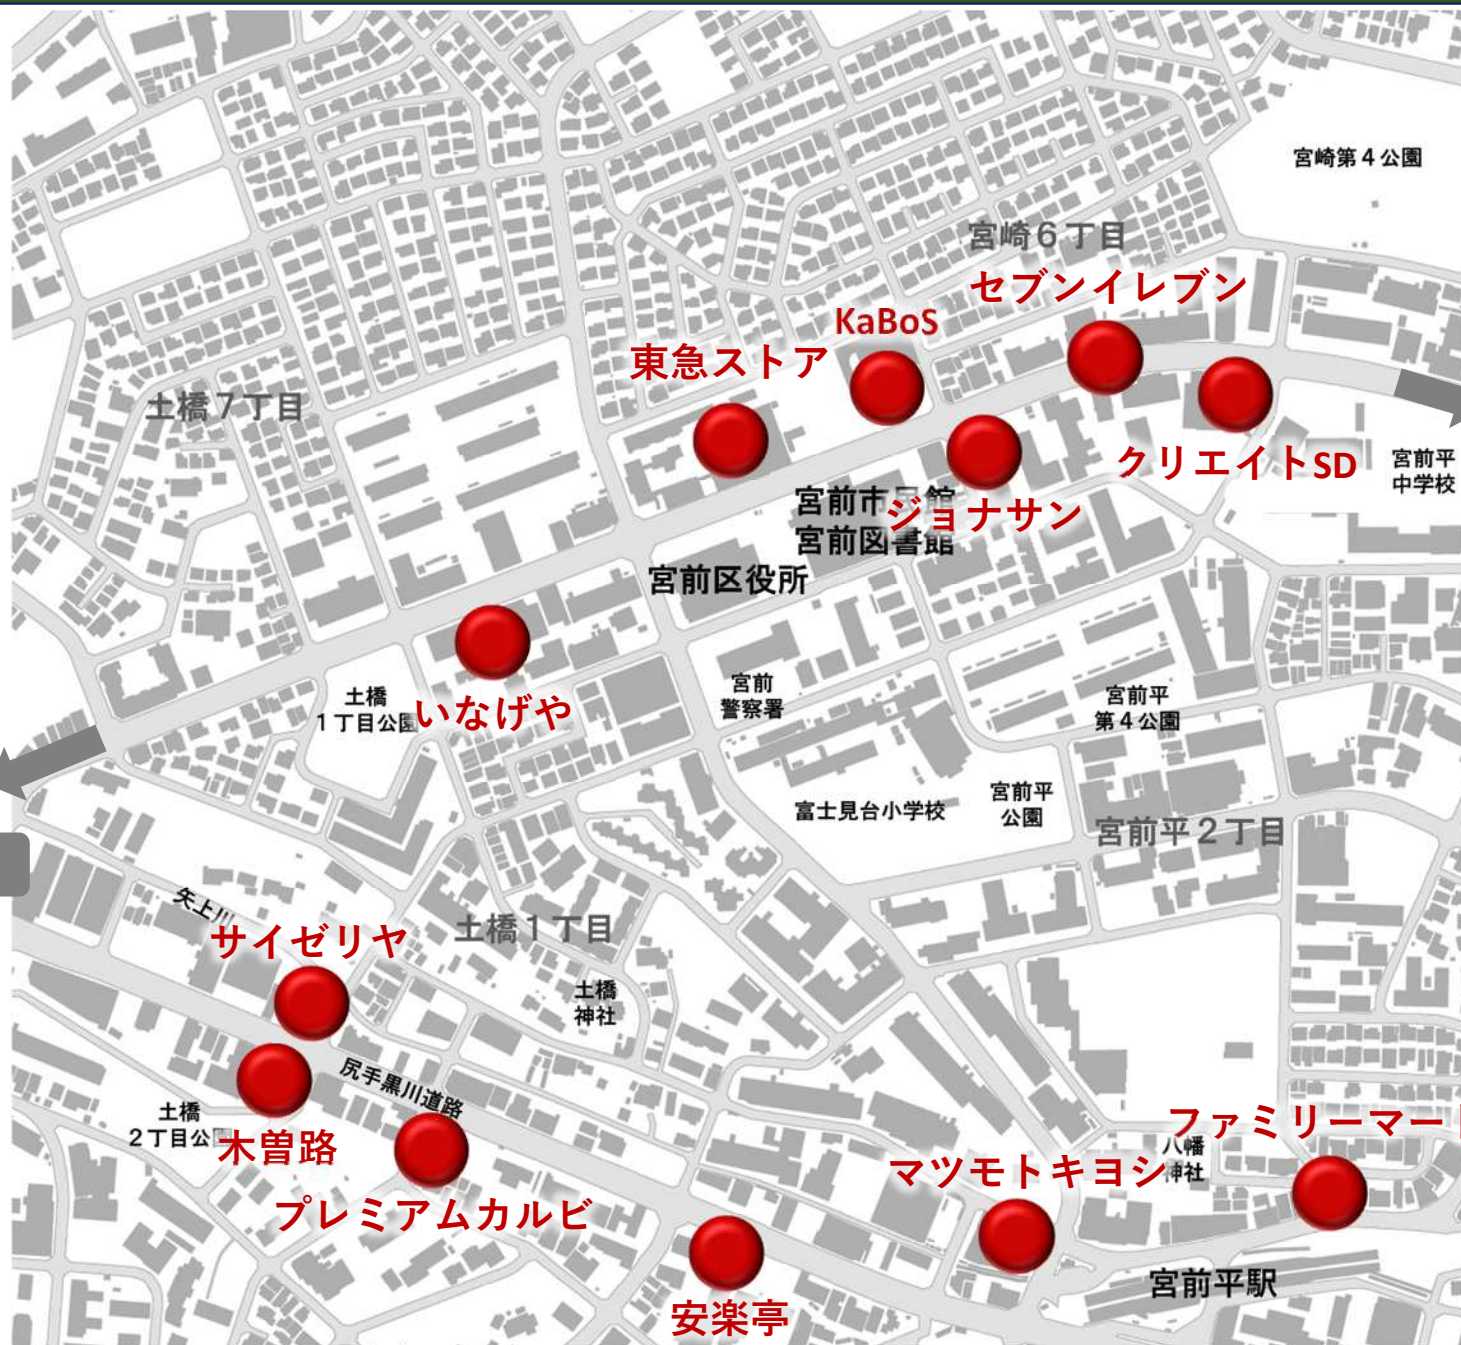 宮崎第４公園
宮崎６丁目
セブンイレブン
KaBoS
東急ストア
土橋７丁目
クリエイトSD
宮前平
中学校
宮前市民館
ジョナサン
宮前図書館
宮前区役所
土橋
１丁目公園
いなげや
宮前
警察署
宮前平
第４公園
富士見台小学校
宮前平
公園
宮前平２丁目
矢上川
サイゼリヤ
土橋１丁目
土橋
神社
尻手黒川道路
土橋
２丁目公
木曽路
プレミアムカルビ
ファミリーマート
八幡
神社
マツモトキヨシ
宮前平駅
安楽亭